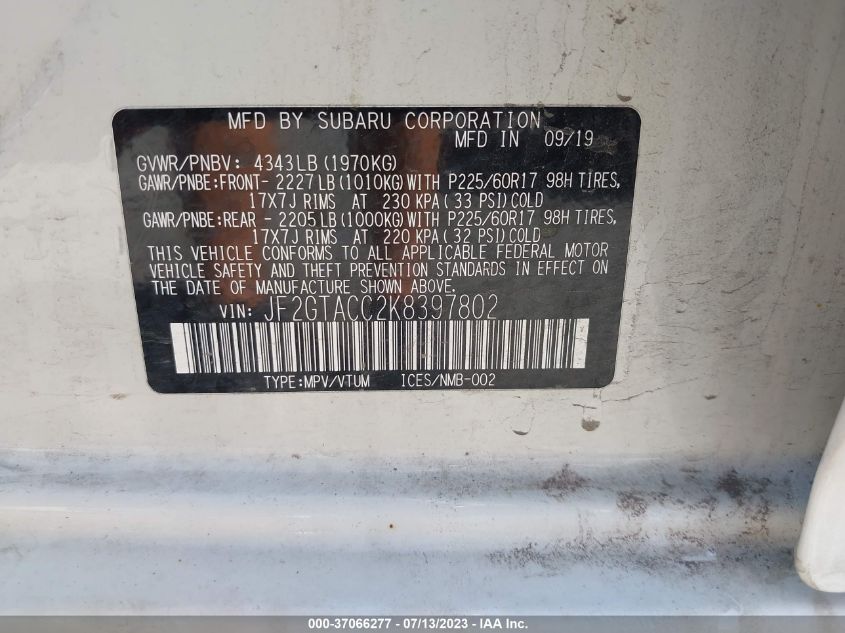 MFD BY SUBARU CORPORATION
MFD IN 09/19
GVWR/PNBV: 4343LB(1970KG)
GAWR/PNBE:FRONT- 2227LB(1010KG)WITH P225/60R17 98H TIRES,
17X7J RIMS AT 230 KPA(33 PSI)COLD
GAWR/PNBE:REAR - 2205LB(1000KG)WITH P225/60R17 98H TIRES,
17X7J RIMS AT 220 KPA(32 PSI)COLD
THIS VEHICLE CONFORMS TO ALL APPLICABLE FEDERAL MOTOR
VEHICLE SAFETY AND THEFT PREVENTION STANDARDS IN EFFECT ON
THE DATE OF MANUFACTURE SHOWN ABOVE.
VIN: JF2GTACC2K8397802
TYPE:MPV/VTUM ICES/NMB-002
000-37066277 - 07/13/2023 - IAA Inc.